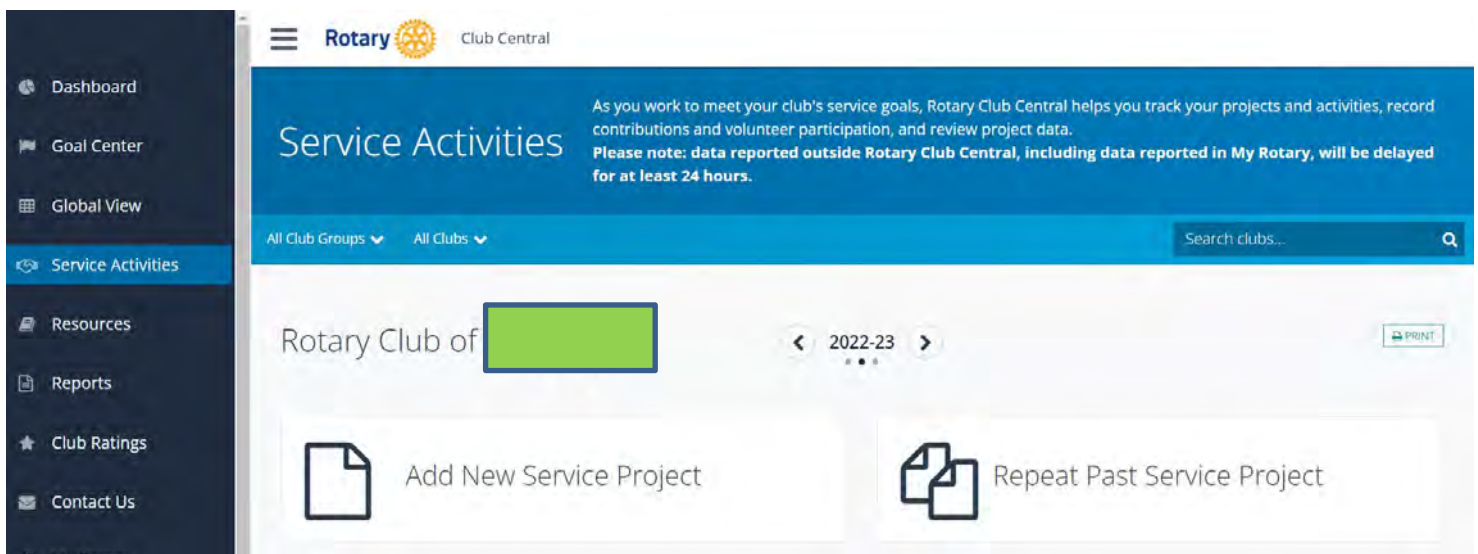 Rotary Club Central
Dashboard
Goal Center
Global View
Service Activities
Resources
Reports
Club Ratings
Contact Us
Service Activities
As you work to meet your club's service goals, Rotary Club Central helps you track your projects and activities, record
contributions and volunteer participation, and review project data.
Please note: data reported outside Rotary Club Central, including data reported in My Rotary, will be delayed
for at least 24 hours.
All Club Groups All Clubs Search clubs...
Rotary Club of 2022-23 PRINT
Add New Service Project Repeat Past Service Project